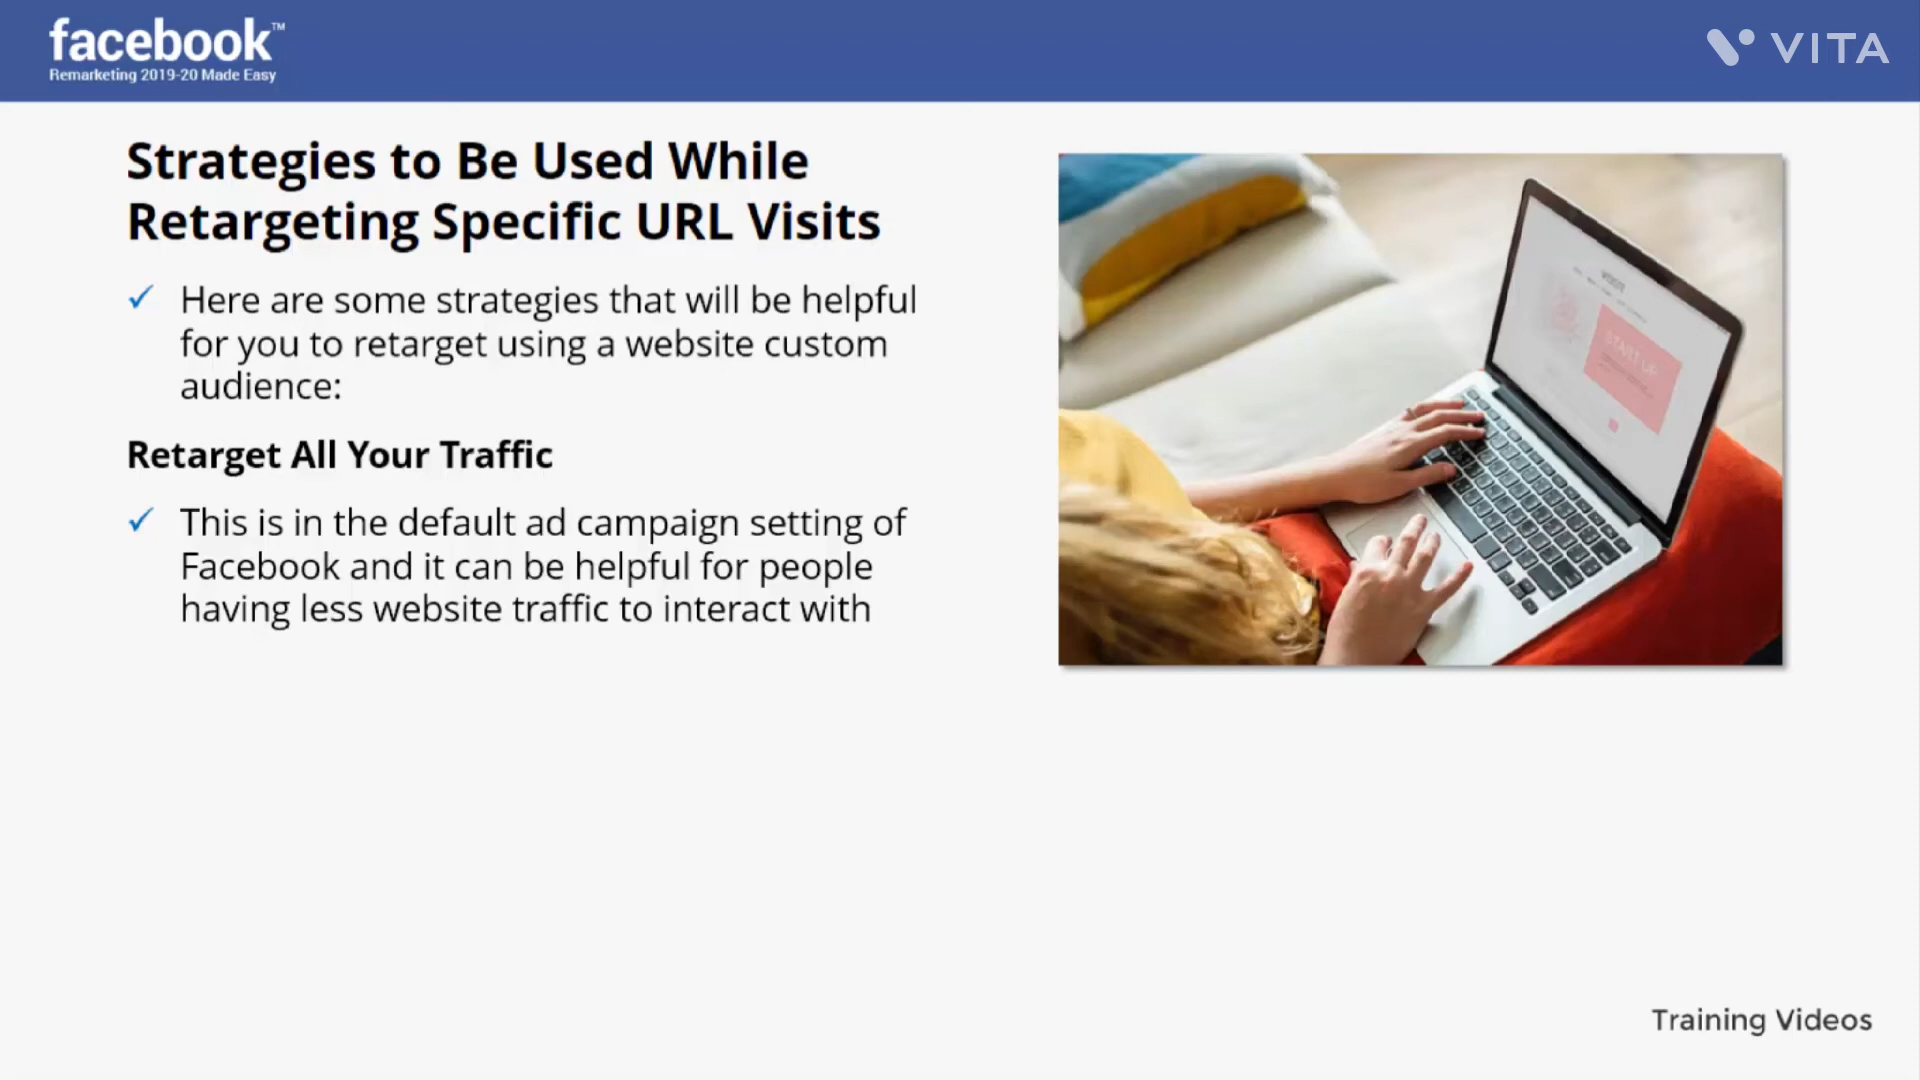 facebook™
Remarketing 2019-20 Made Easy
VITA
Strategies to Be Used While
Retargeting Specific URL Visits
✓ Here are some strategies that will be helpful
for you to retarget using a website custom
audience:
Retarget All Your Traffic
✓ This is in the default ad campaign setting of
Facebook and it can be helpful for people
having less website traffic to interact with
START UP
Training Videos